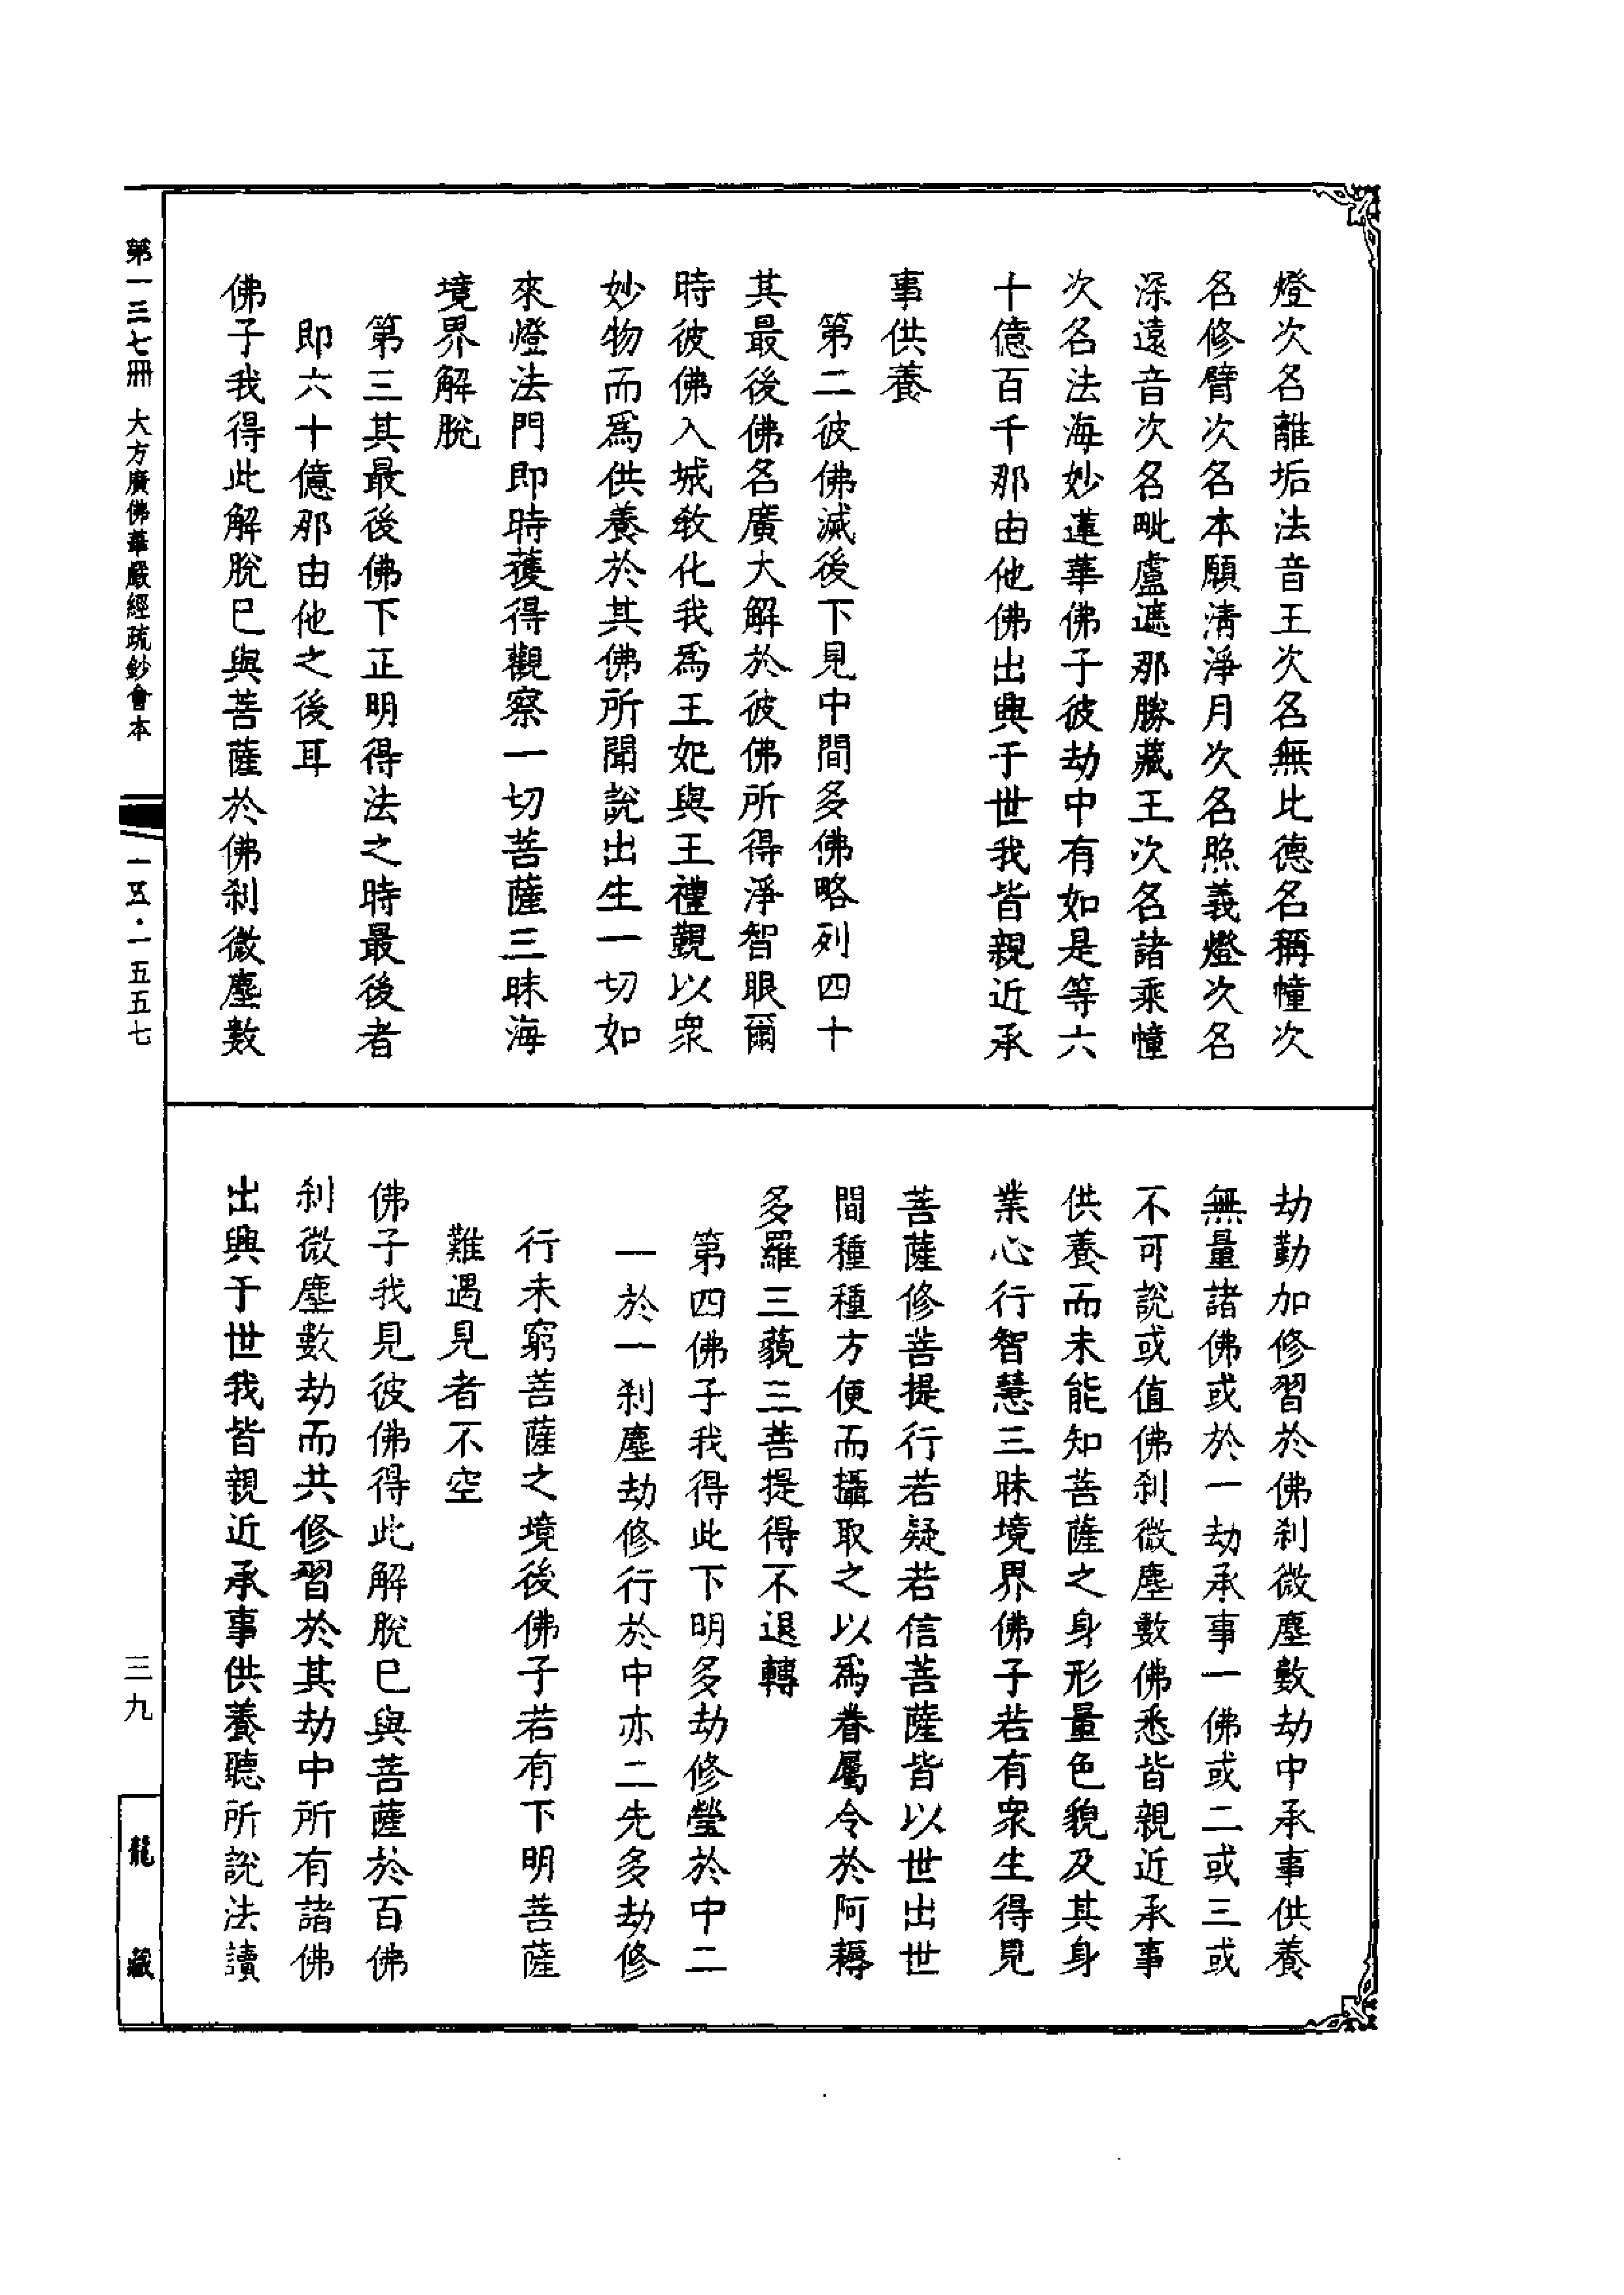 燈次名離垢法音王次名無比德名稱幢次
名修臂次名本願清淨月次名照義燈次名
深遠音次名毗盧遮那勝藏王次名諸乘幢
次名法海妙蓮華佛子彼劫中有如是等六
十億百千那由他佛出興于世我皆親近承
事供養
第二彼佛滅後下見中間多佛略列四十
其最後佛名廣大解於彼佛所得淨智眼爾
時彼佛入城教化我為王妃與王禮覲以衆
妙物而為供養於其佛所聞說出生一切如
來燈法門即時獲得觀察一切菩薩三昧海
境界解脫
第三其最後佛下正明得法之時最後者
即六十億那由他之後耳
佛子我得此解脫已與菩薩於佛刹微塵數
劫勤加修習於佛刹微塵數劫中承事供養
無量諸佛或於一劫承事一佛或二或三或
不可說或值佛刹微塵數佛悉皆親近承事
供養而未能知菩薩之身形量色貌及其身
業心行智慧三昧境界佛子若有衆生得見
菩薩修菩提行若疑若信菩薩皆以世出世
間種種方便而攝取之以為眷屬令於阿耨
多羅三藐三菩提得不退轉
第四佛子我得此下明多劫修瑩於中二
一於一刹塵劫修行於中亦二先多劫修
行未窮菩薩之境後佛子若有下明菩薩
難遇見者不空
佛子我見彼佛得此解脫已與菩薩於百佛
刹微塵數劫而共修習於其劫中所有諸佛
出興于世我皆親近承事供養聽所說法讀
第一三七冊 大方廣佛華嚴經疏鈔會本 一五·一五五七
三九
龍藏